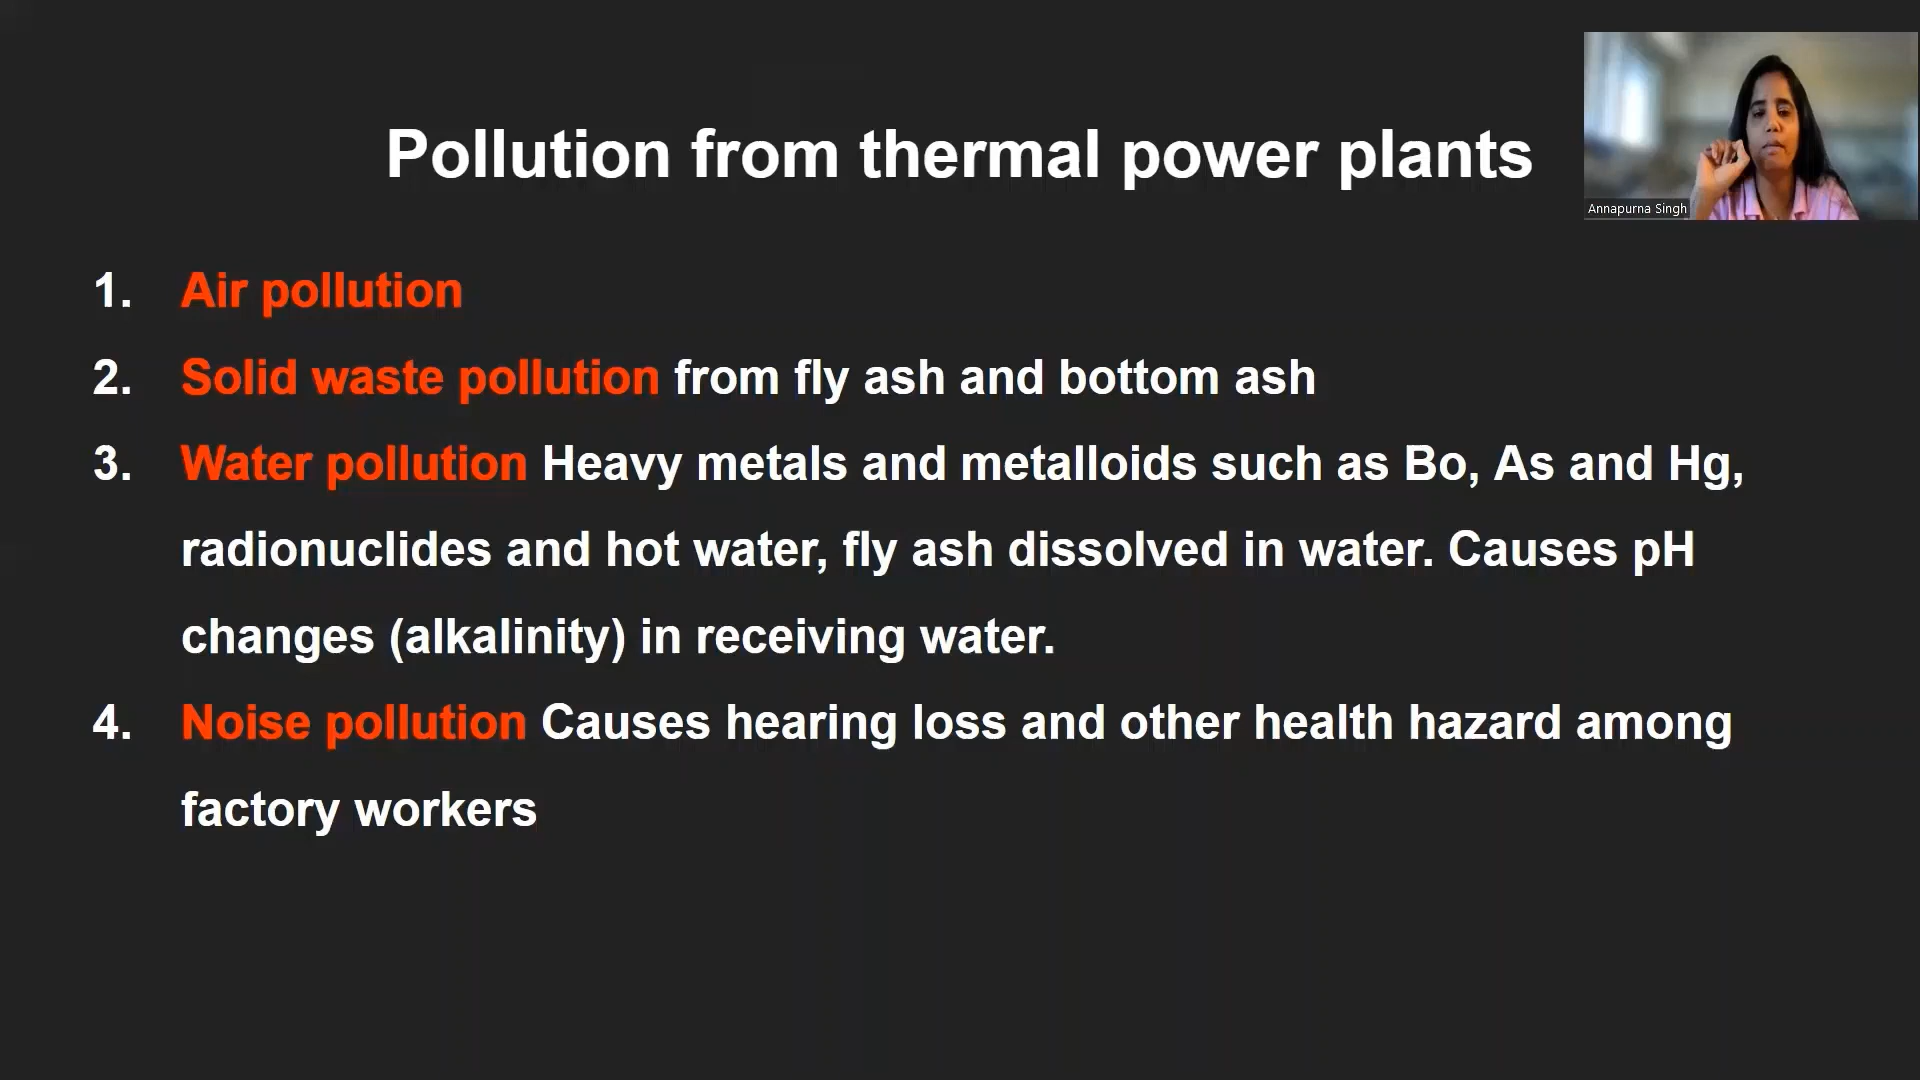 Pollution from thermal power plants
Annapurna Singh
1. Air pollution
2. Solid waste pollution from fly ash and bottom ash
3. Water pollution Heavy metals and metalloids such as Bo, As and Hg,
radionuclides and hot water, fly ash dissolved in water. Causes pH
changes (alkalinity) in receiving water.
4. Noise pollution Causes hearing loss and other health hazard among
factory workers